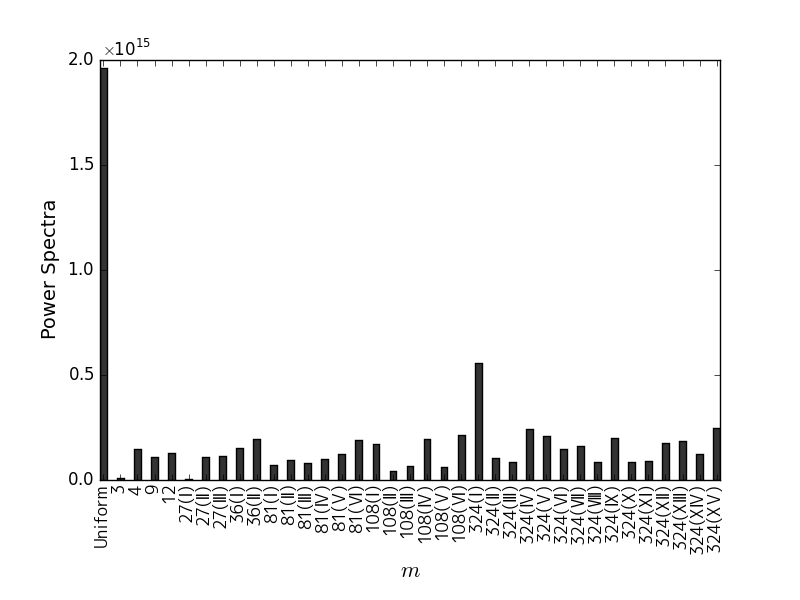 ×10¹⁵
2.0
1.5
1.0
0.5
0.0
Power Spectra
Uniform
3
4
9
12
27(I)
27(II)
27(III)
36(I)
36(II)
81(I)
81(II)
81(III)
81(IV)
81(V)
81(VI)
108(I)
108(II)
108(III)
108(IV)
108(V)
108(VI)
324(I)
324(II)
324(III)
324(IV)
324(V)
324(VI)
324(VII)
324(VIII)
324(IX)
324(X)
324(XI)
324(XII)
324(XIII)
324(XIV)
324(XV)
m